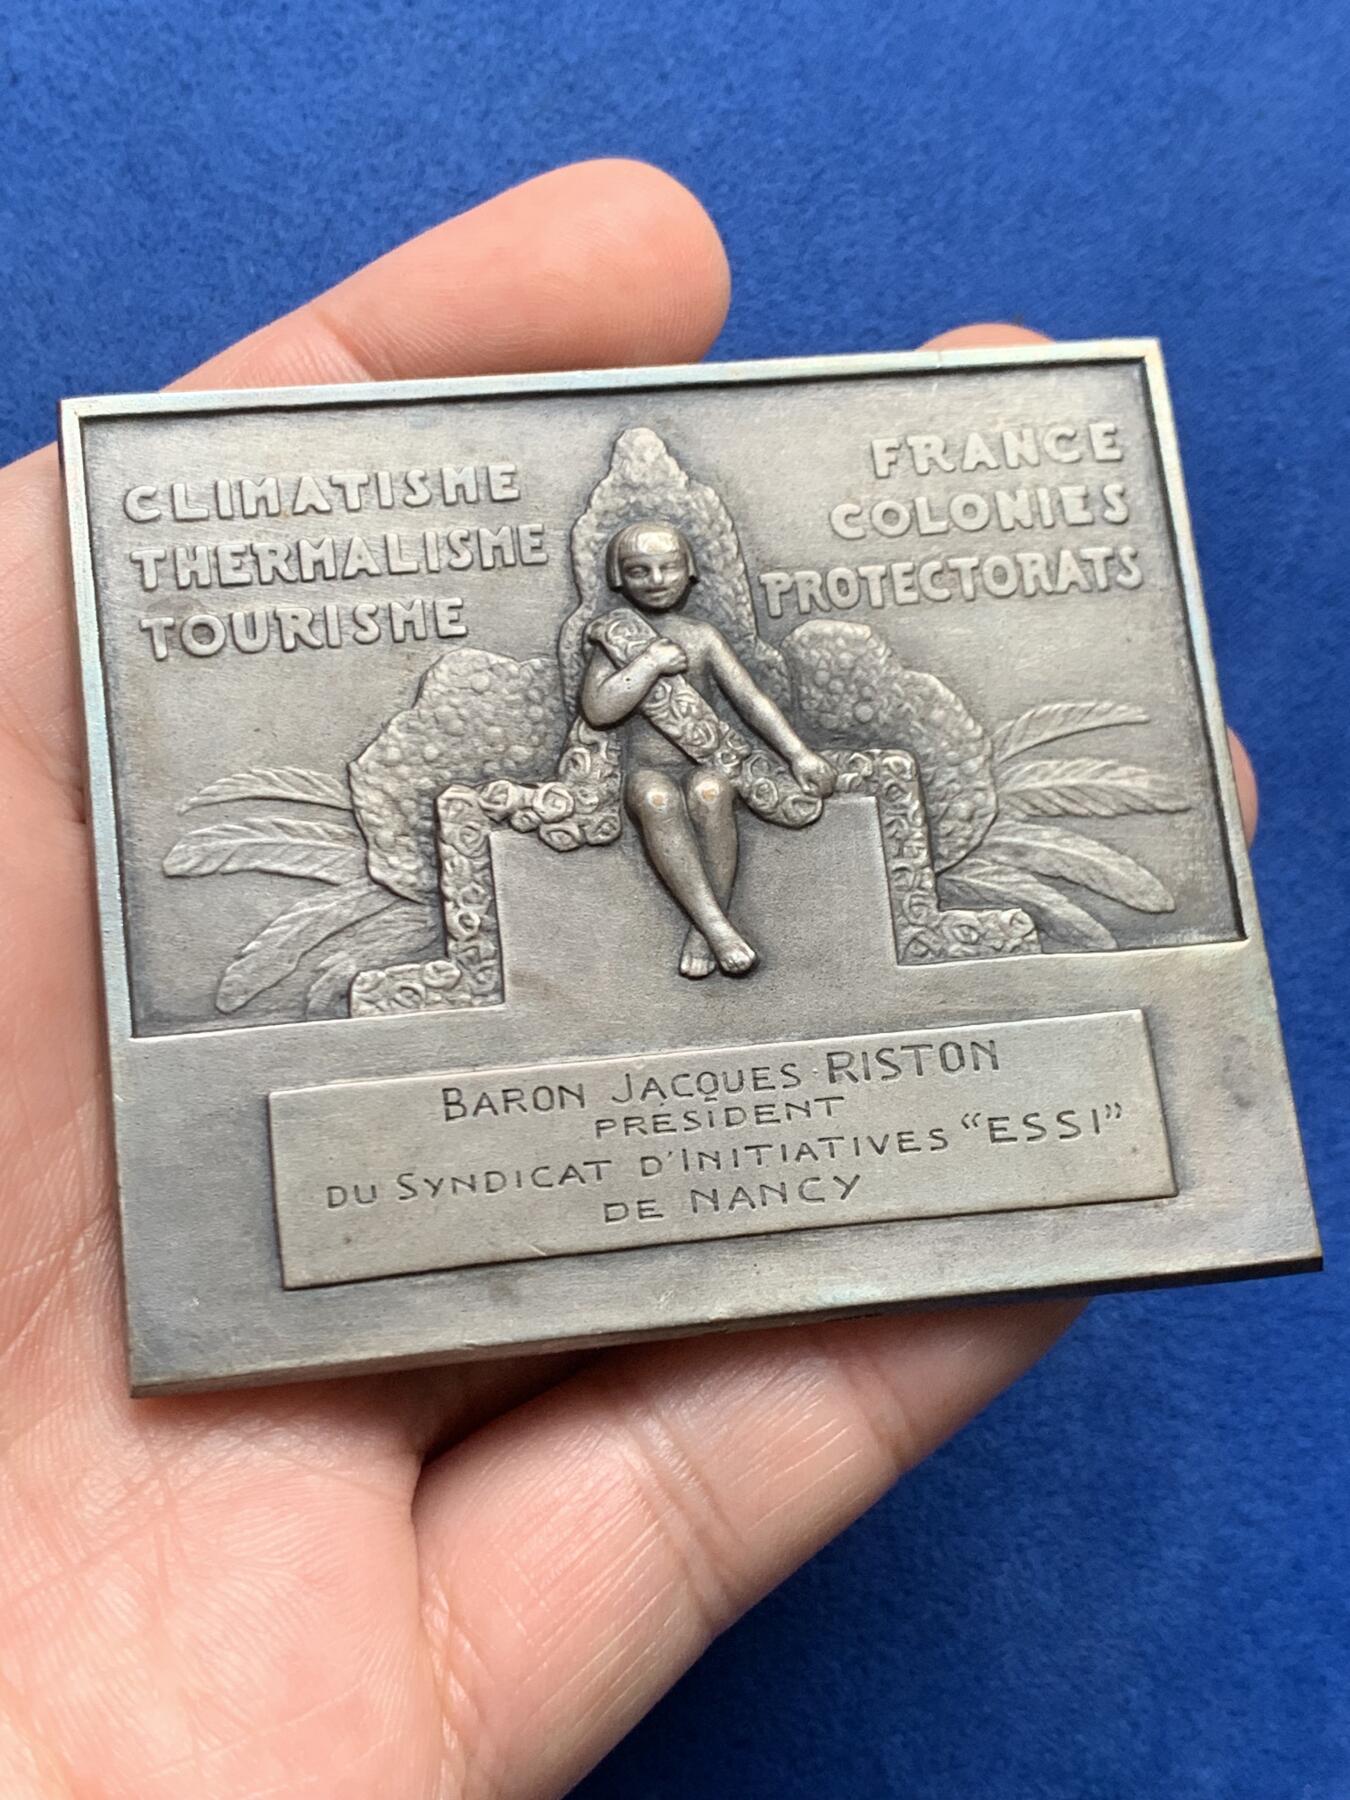 CLIMATISME
THERMALISME
TOURISME
FRANCE
COLONIES
PROTECTORATS
BARON JACQUES RISTON
PRÉSIDENT
DU SYNDICAT D'INITIATIVES "ESSI"
DE NANCY